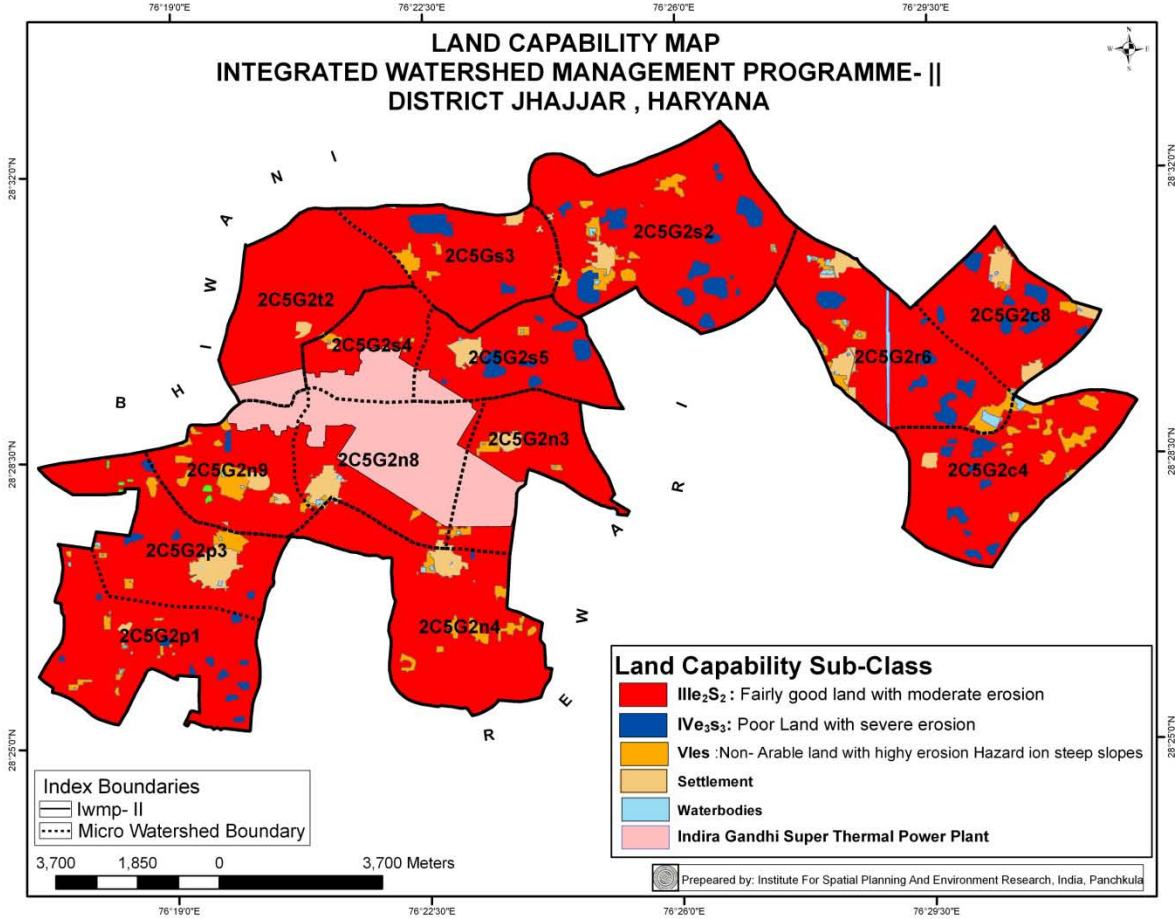 76°19'0"E 76°22'30"E 76°26'0"E 76°29'30"E
LAND CAPABILITY MAP
INTEGRATED WATERSHED MANAGEMENT PROGRAMME- ||
DISTRICT JHAJJAR , HARYANA
N
W E
S
28°32'0"N
28°32'0"N
B H I W A N I
2C5G2s2
2C5Gs3
2C5G2t2
2C5G2c8
2C5G2s4
2C5G2s5
2C5G2r6
2C5G2n3
2C5G2n9
2C5G2n8
2C5G2c4
28°28'30"N
28°28'30"N
R E W A R I
2C5G2p3
2C5G2p1
2C5G2n4
28°25'0"N
28°25'0"N
Land Capability Sub-Class
IIIe₂S₂ : Fairly good land with moderate erosion
IVe₃s₃: Poor Land with severe erosion
VIes :Non- Arable land with highy erosion Hazard ion steep slopes
Settlement
Waterbodies
Indira Gandhi Super Thermal Power Plant
Index Boundaries
Iwmp- II
Micro Watershed Boundary
3,700 1,850 0 3,700 Meters
Prepeared by: Institute For Spatial Planning And Environment Research, India, Panchkula
76°19'0"E 76°22'30"E 76°26'0"E 76°29'30"E